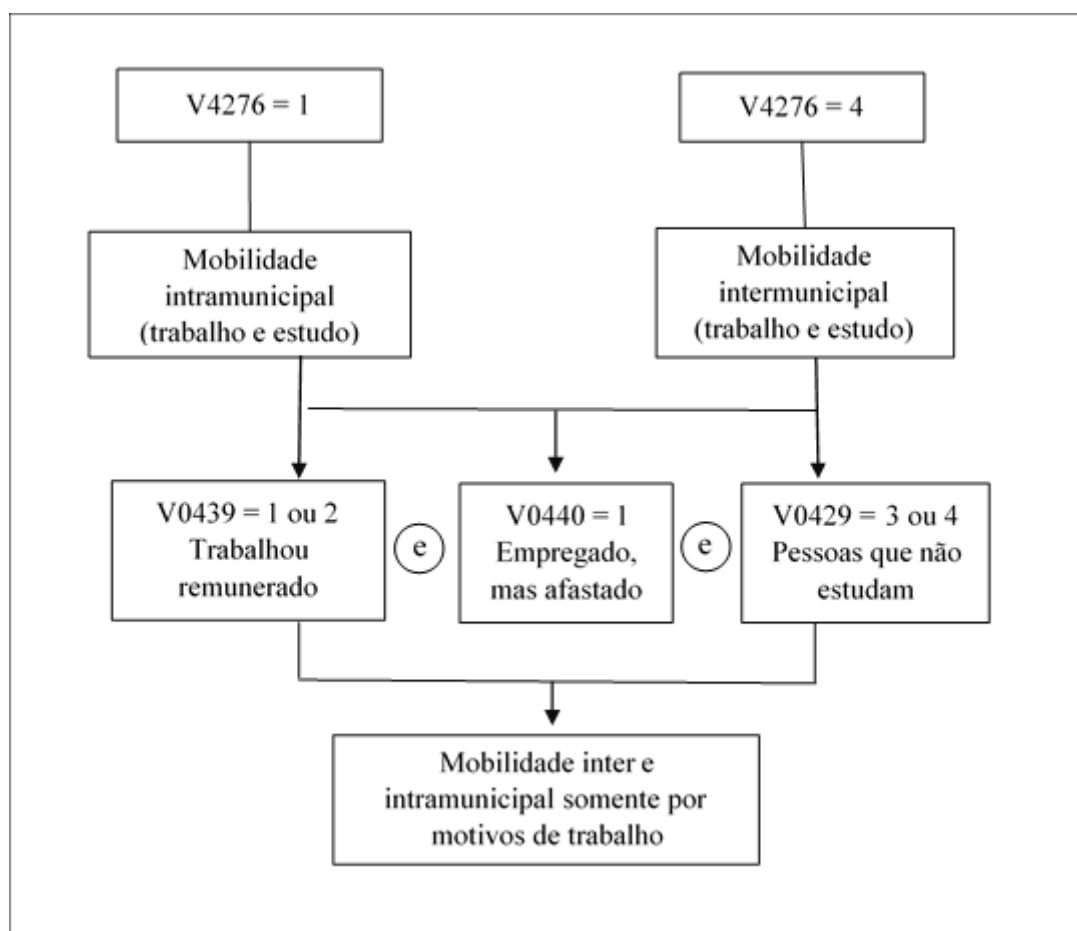 V4276 = 1
V4276 = 4
Mobilidade
intramunicipal
(trabalho e estudo)
Mobilidade
intermunicipal
(trabalho e estudo)
V0439 = 1 ou 2
Trabalhou
remunerado
e
V0440 = 1
Empregado,
mas afastado
e
V0429 = 3 ou 4
Pessoas que não
estudam
Mobilidade inter e
intramunicipal somente por
motivos de trabalho